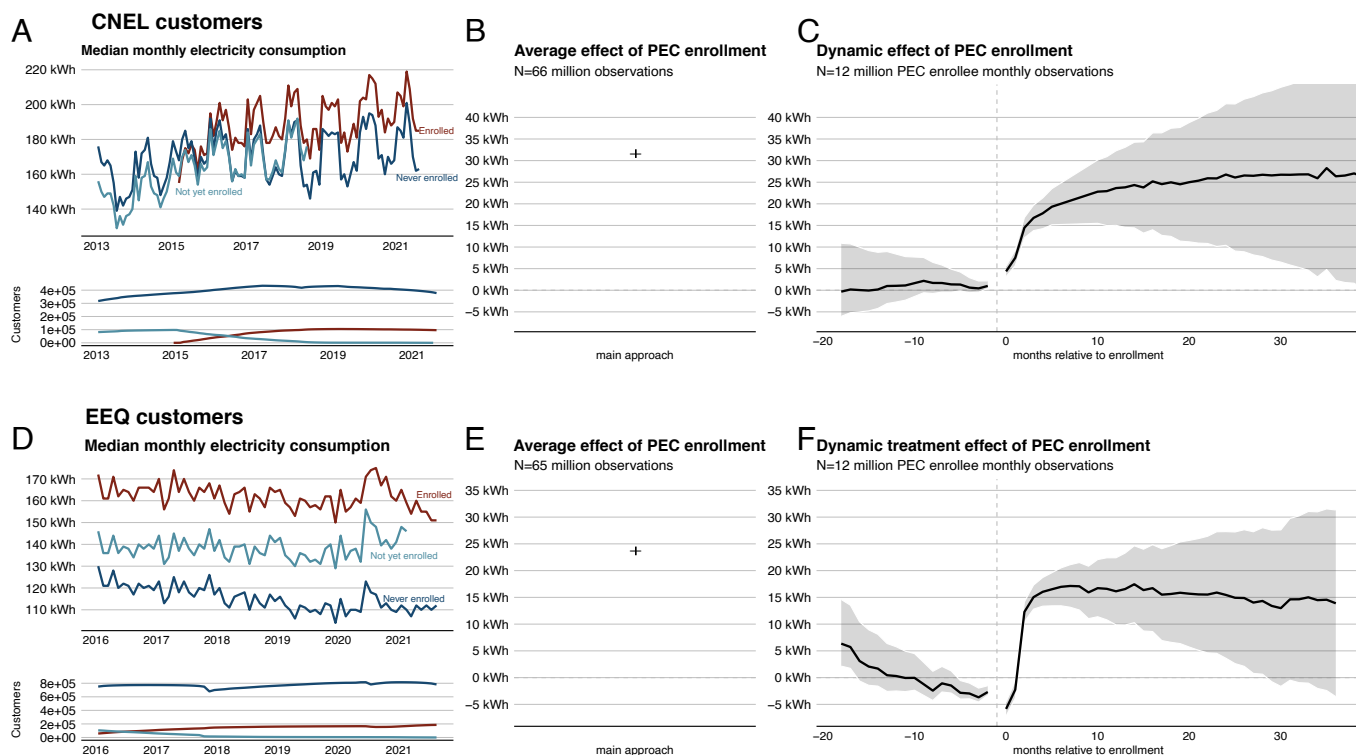 CNEL customers
A
Median monthly electricity consumption
220 kWh
200 kWh
180 kWh
160 kWh
140 kWh
Enrolled
Never enrolled
Not yet enrolled
2013 2015 2017 2019 2021
Customers
4e+05
3e+05
2e+05
1e+05
0e+00
2013 2015 2017 2019 2021
B
Average effect of PEC enrollment
N=66 million observations
40 kWh
35 kWh
30 kWh
25 kWh
20 kWh
15 kWh
10 kWh
5 kWh
0 kWh
−5 kWh
main approach
C
Dynamic effect of PEC enrollment
N=12 million PEC enrollee monthly observations
40 kWh
35 kWh
30 kWh
25 kWh
20 kWh
15 kWh
10 kWh
5 kWh
0 kWh
−5 kWh
−20 −10 0 10 20 30
months relative to enrollment
EEQ customers
D
Median monthly electricity consumption
170 kWh
160 kWh
150 kWh
140 kWh
130 kWh
120 kWh
110 kWh
Enrolled
Not yet enrolled
Never enrolled
2016 2017 2018 2019 2020 2021
Customers
8e+05
6e+05
4e+05
2e+05
0e+00
2016 2017 2018 2019 2020 2021
E
Average effect of PEC enrollment
N=65 million observations
35 kWh
30 kWh
25 kWh
20 kWh
15 kWh
10 kWh
5 kWh
0 kWh
−5 kWh
main approach
F
Dynamic treatment effect of PEC enrollment
N=12 million PEC enrollee monthly observations
35 kWh
30 kWh
25 kWh
20 kWh
15 kWh
10 kWh
5 kWh
0 kWh
−5 kWh
−20 −10 0 10 20 30
months relative to enrollment